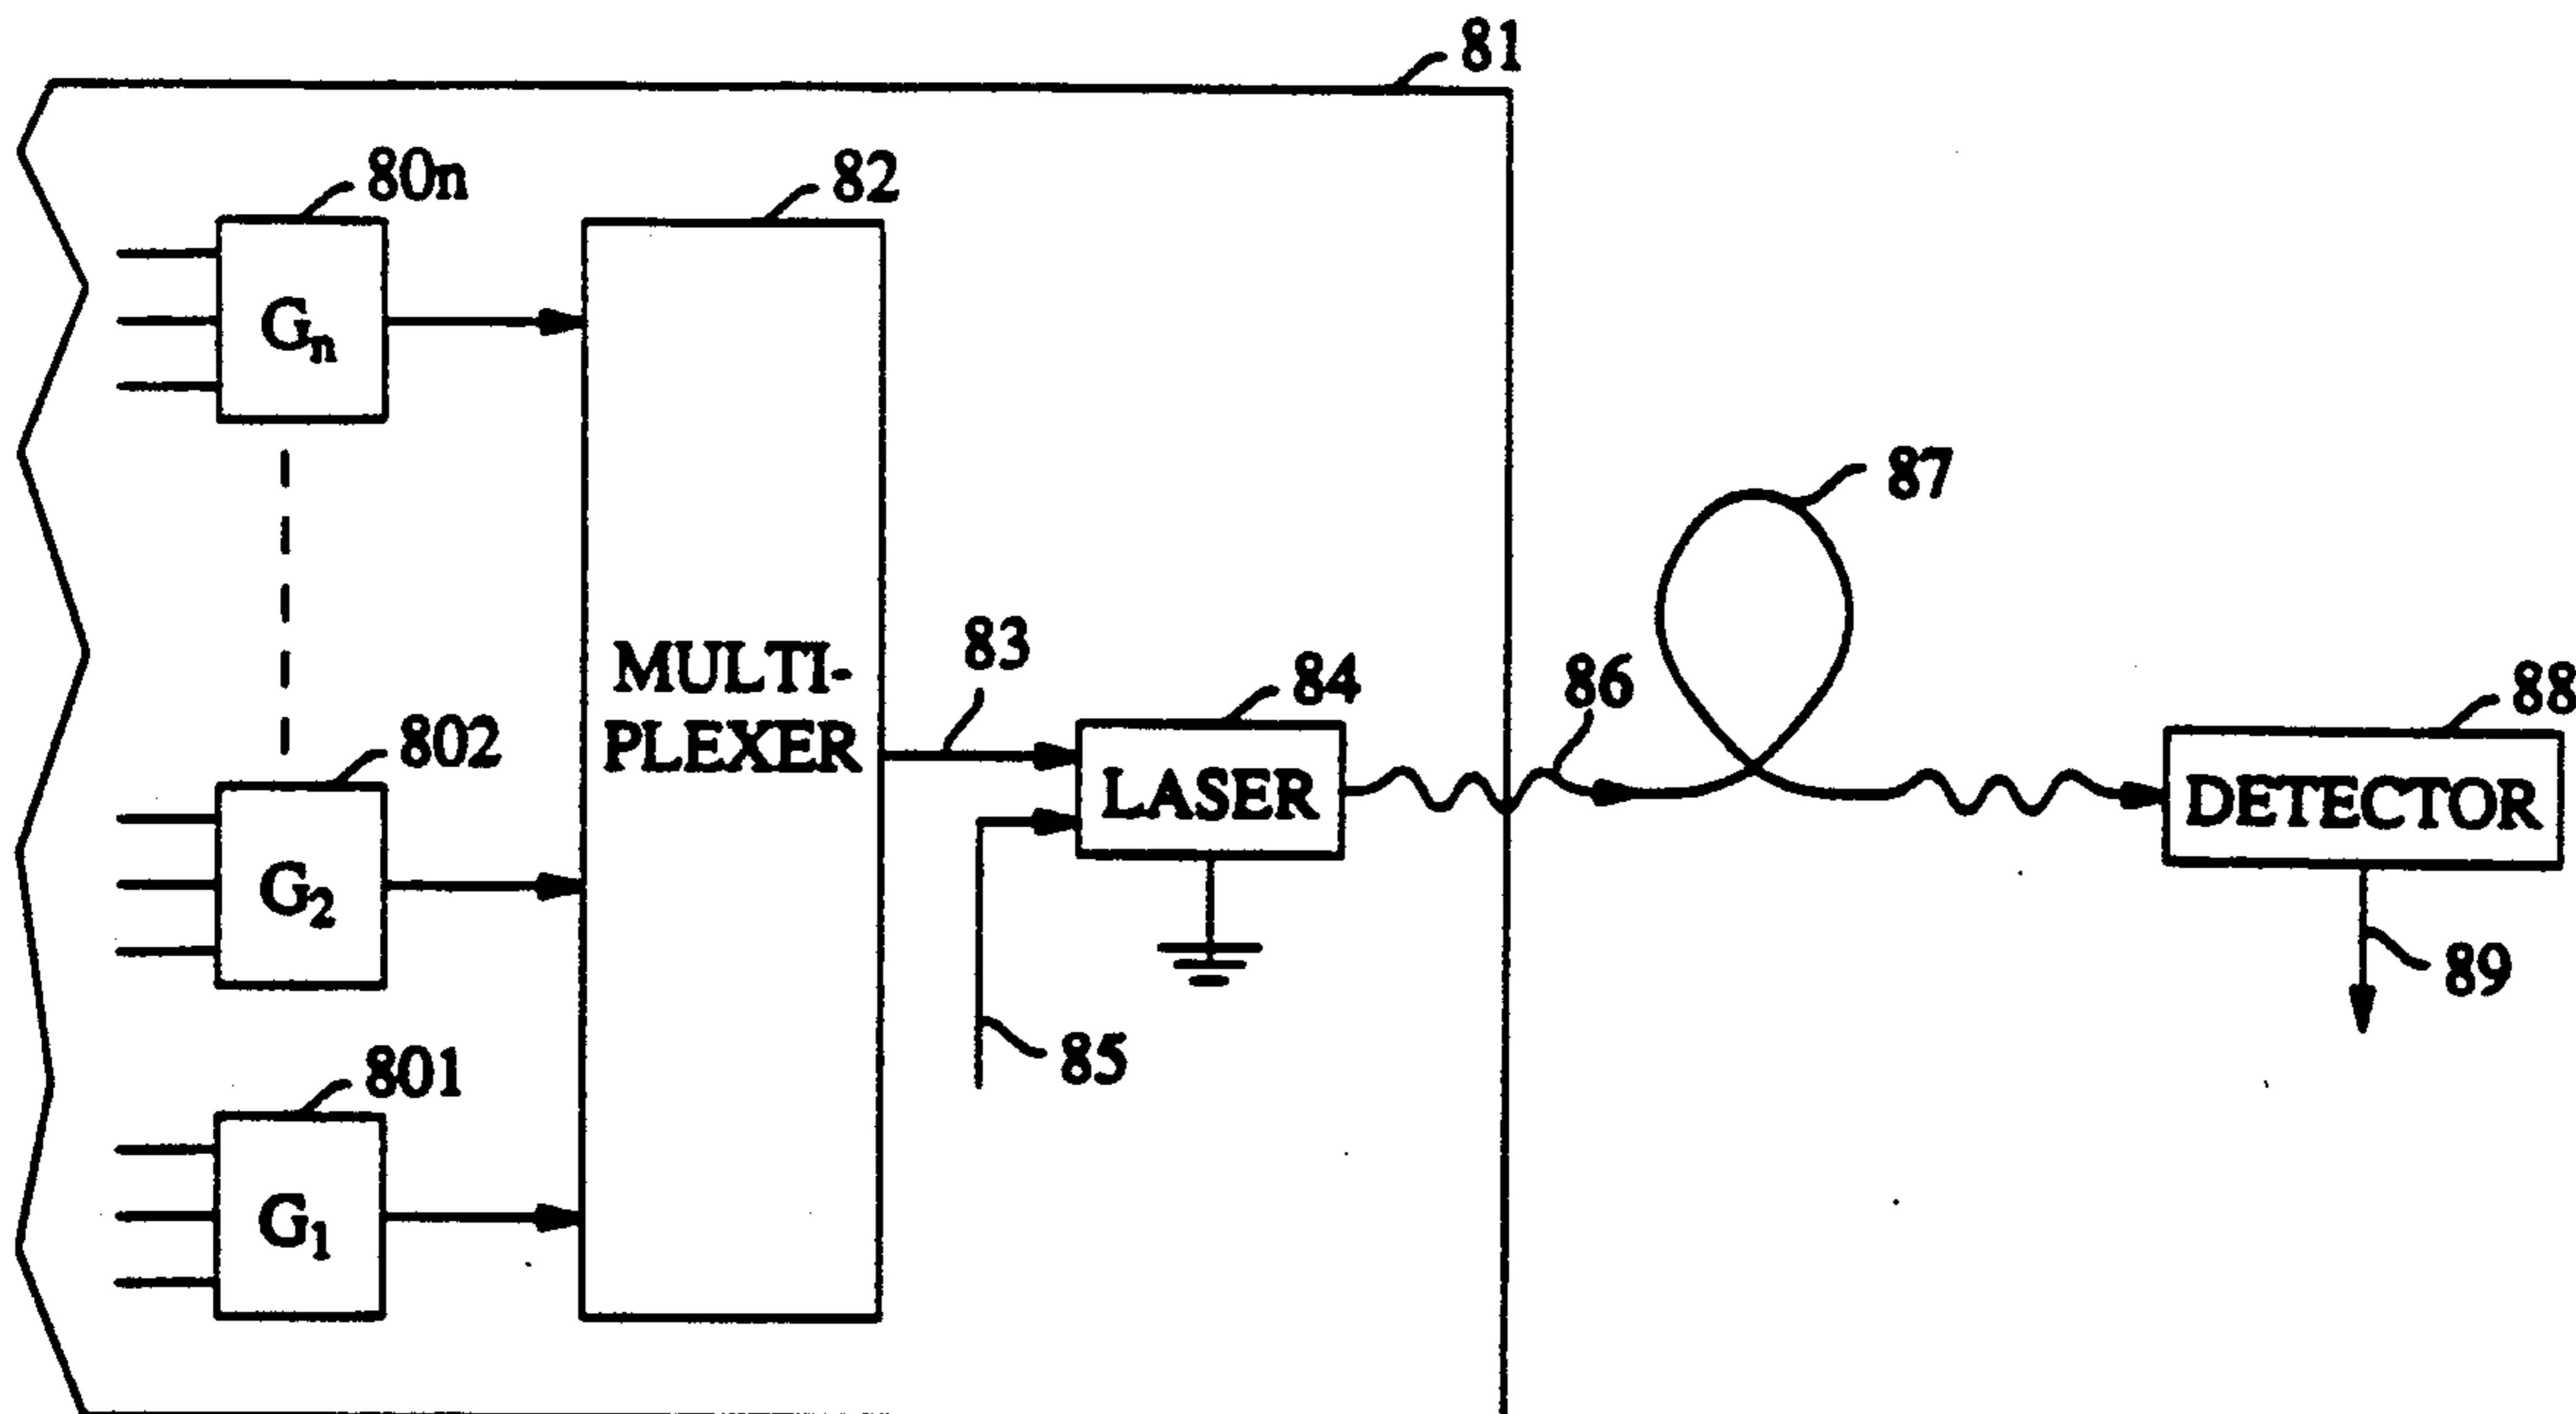 81
80n
82
Gₙ
87
MULTI-
PLEXER
83
84
86
88
LASER
DETECTOR
802
G₂
85
89
801
G₁